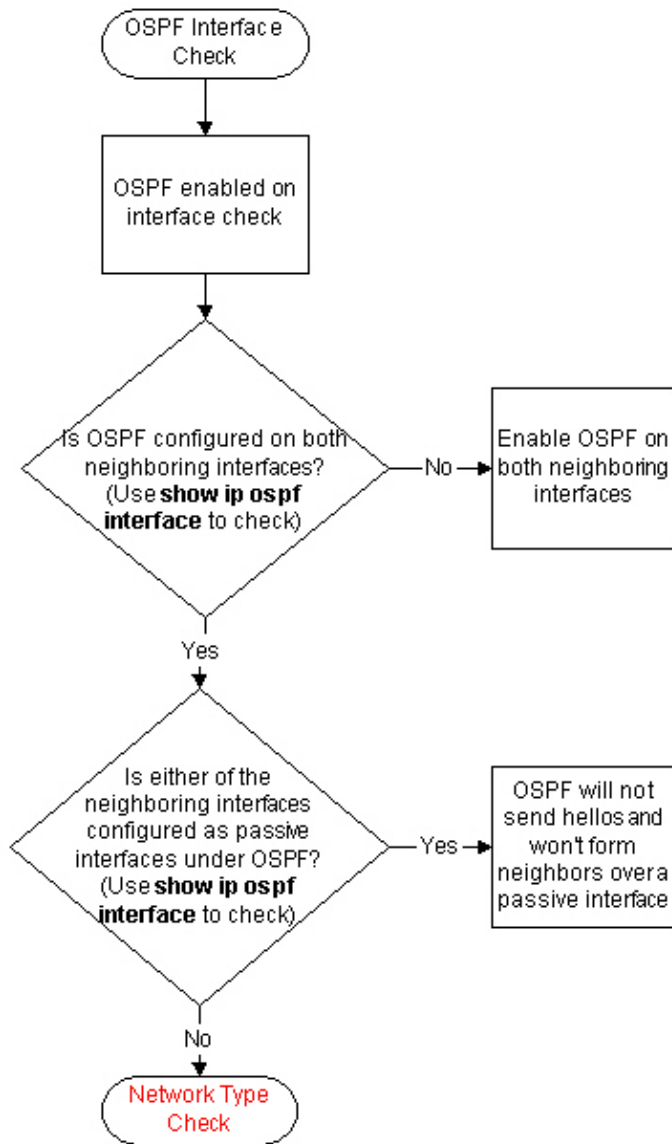 OSPF Interface
Check
OSPF enabled on
interface check
Is OSPF configured on both
neighboring interfaces?
(Use show ip ospf
interface to check)
No
Enable OSPF on
both neighboring
interfaces
Yes
Is either of the
neighboring interfaces
configured as passive
interfaces under OSPF?
(Use show ip ospf
interface to check)
Yes
OSPF will not
send hellos and
won't form
neighbors over a
passive interface
No
Network Type
Check